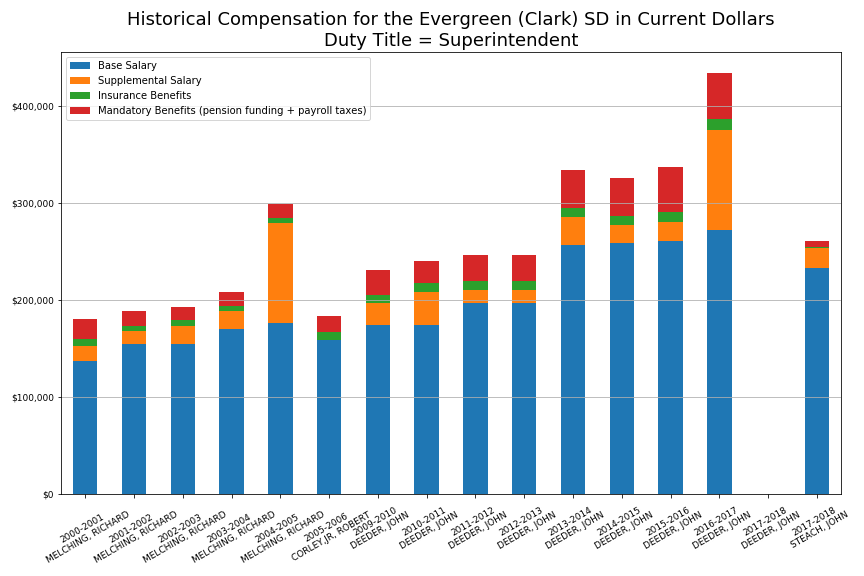 Historical Compensation for the Evergreen (Clark) SD in Current Dollars
Duty Title = Superintendent
Base Salary
Supplemental Salary
Insurance Benefits
Mandatory Benefits (pension funding + payroll taxes)
$400,000
$300,000
$200,000
$100,000
$0
2000-2001
MELCHING, RICHARD
2001-2002
MELCHING, RICHARD
2002-2003
MELCHING, RICHARD
2003-2004
MELCHING, RICHARD
2004-2005
MELCHING, RICHARD
2005-2006
CORLEY JR, ROBERT
2009-2010
DEEDER, JOHN
2010-2011
DEEDER, JOHN
2011-2012
DEEDER, JOHN
2012-2013
DEEDER, JOHN
2013-2014
DEEDER, JOHN
2014-2015
DEEDER, JOHN
2015-2016
DEEDER, JOHN
2016-2017
DEEDER, JOHN
2017-2018
DEEDER, JOHN
2017-2018
STEACH, JOHN